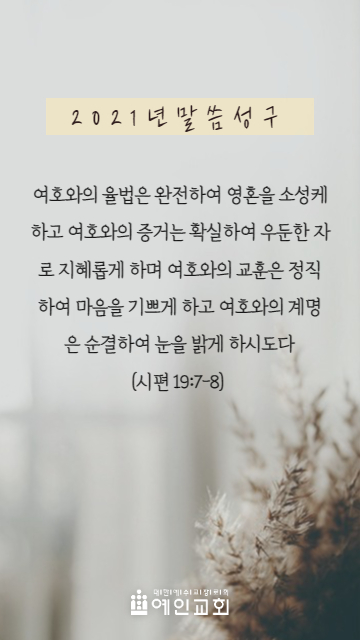 2021년말씀성구
여호와의 율법은 완전하여 영혼을 소성케
하고 여호와의 증거는 확실하여 우둔한 자
로 지혜롭게 하며 여호와의 교훈은 정직
하여 마음을 기쁘게 하고 여호와의 계명
은 순결하여 눈을 밝게 하시도다
(시편 19:7-8)
예인교회